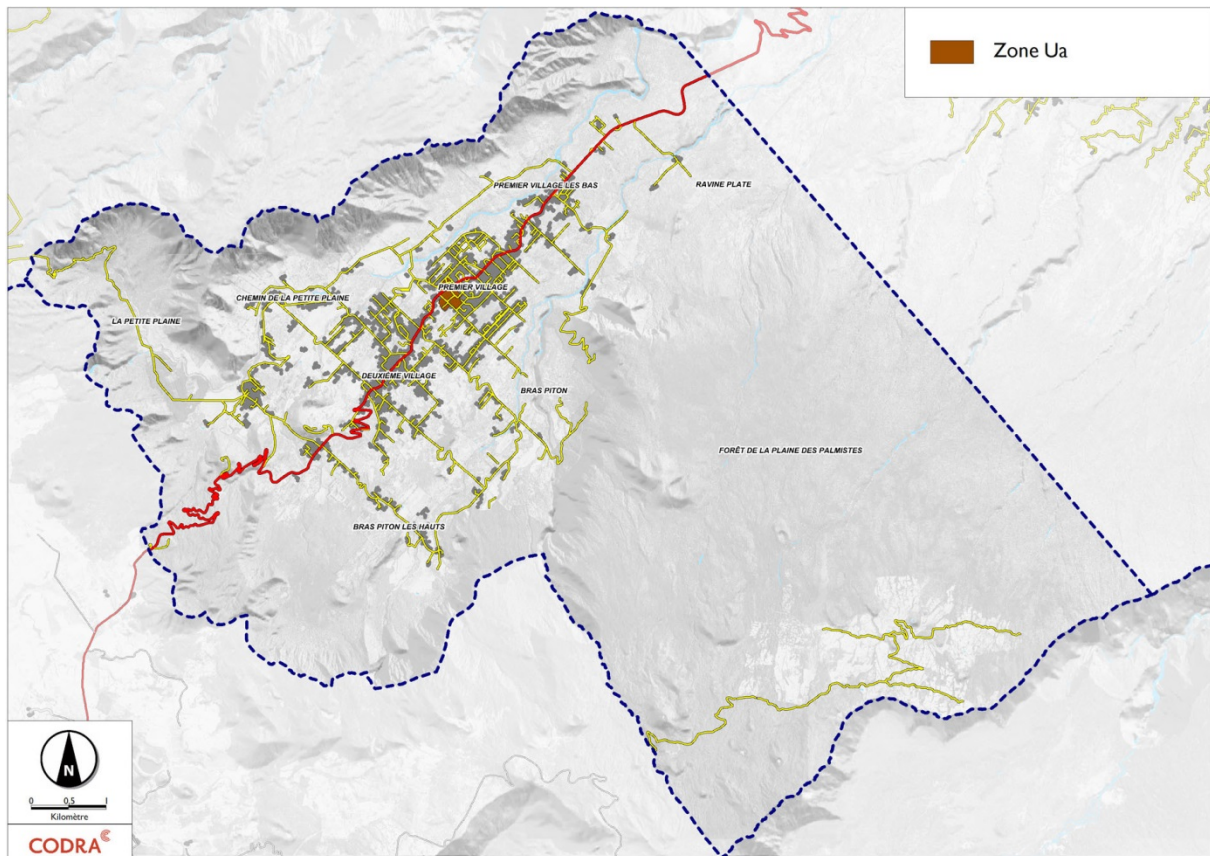 Zone Ua
PREMIER VILLAGE LES BAS
RAVINE PLATE
PREMIER VILLAGE
CHEMIN DE LA PETITE PLAINE
LA PETITE PLAINE
DEUXIÈME VILLAGE
BRAS PITON
FORÊT DE LA PLAINE DES PALMISTES
BRAS PITON LES HAUTS
N
0 0,5 1
Kilomètre
CODRA